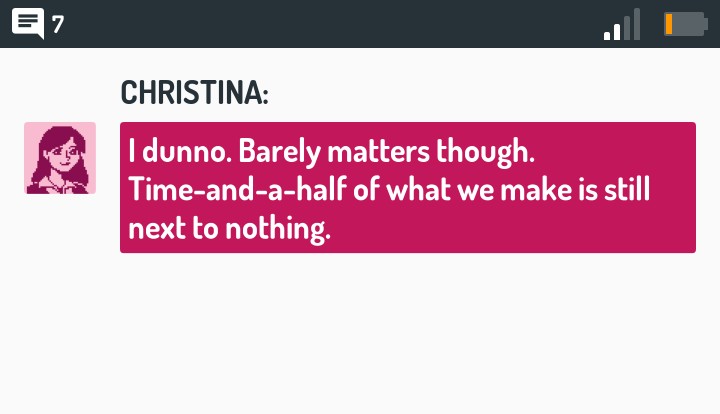 7
CHRISTINA:
I dunno. Barely matters though.
Time-and-a-half of what we make is still
next to nothing.